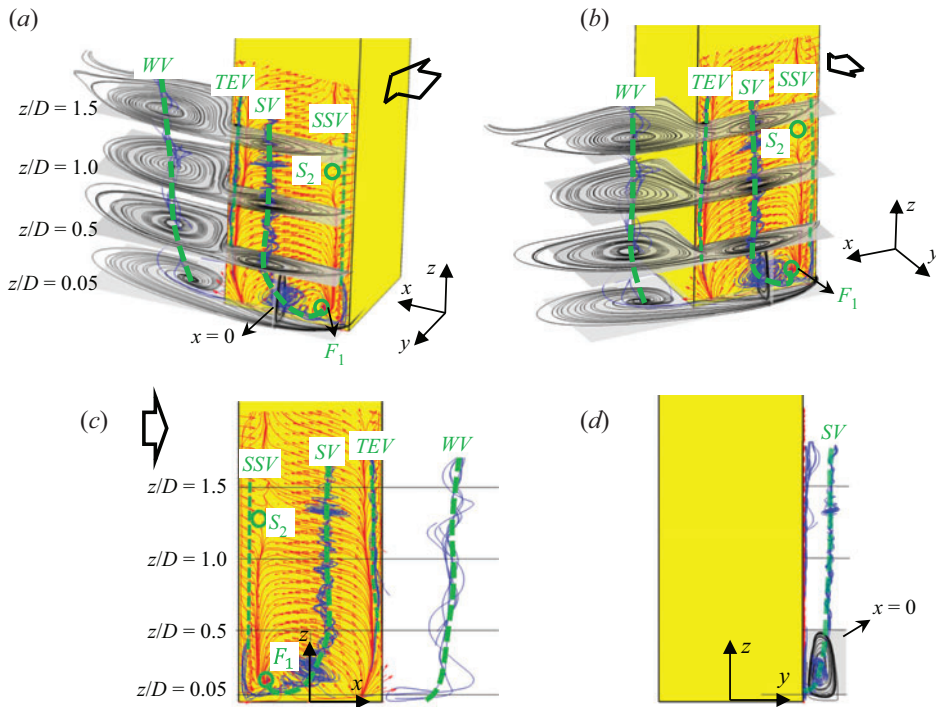 (a)
WV
TEV
SV
SSV
z/D = 1.5
S2
z/D = 1.0
z/D = 0.5
z/D = 0.05
x = 0
F1
z
x
y
(b)
WV
TEV
SV
SSV
S2
z
x
y
F1
(c)
SSV
SV
TEV
WV
z/D = 1.5
S2
z/D = 1.0
z/D = 0.5
F1
z
z/D = 0.05
x
(d)
SV
x = 0
z
y